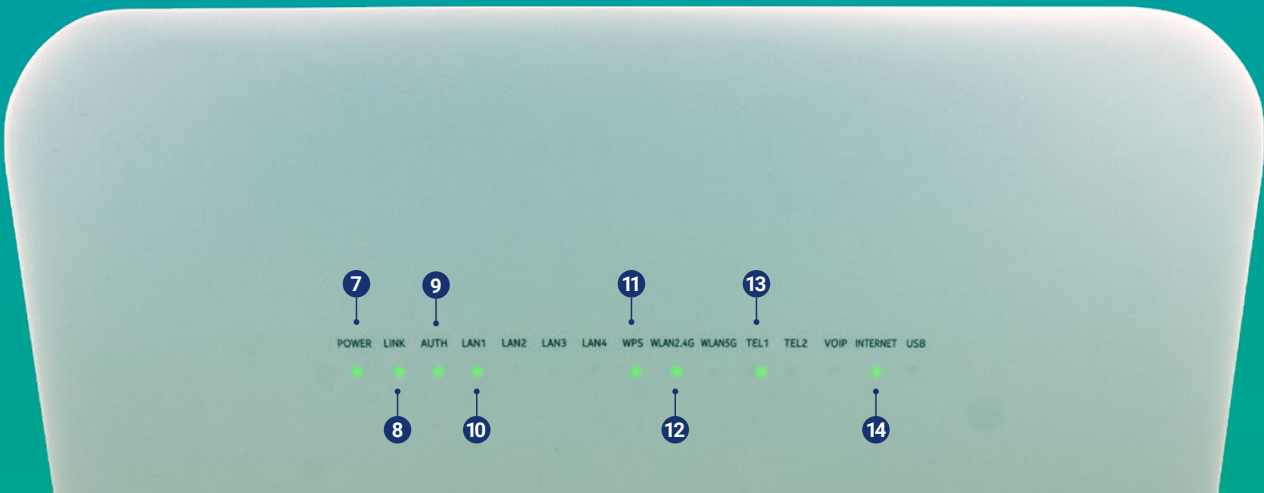 7 9 11 13
POWER LINK AUTH LAN1 LAN2 LAN3 LAN4 WPS WLAN2.4G WLAN5G TEL1 TEL2 VOIP INTERNET USB
8 10 12 14